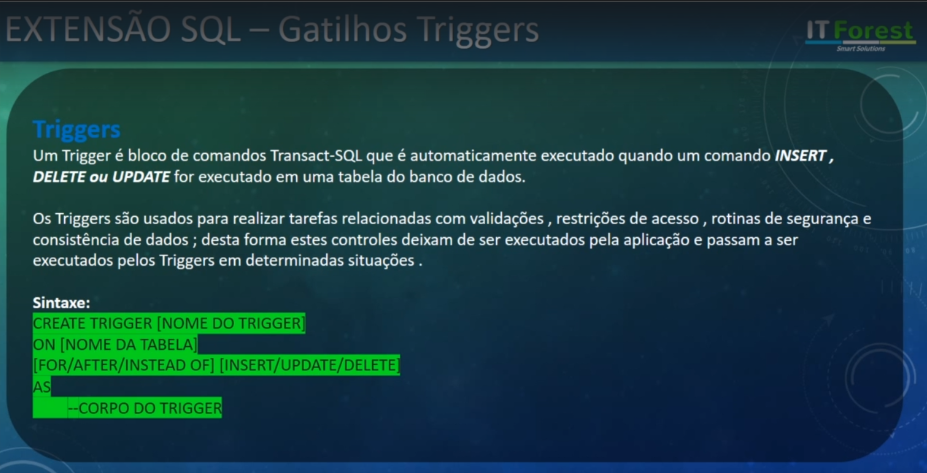 EXTENSÃO SQL – Gatilhos Triggers
ITForest
Smart Solutions
Triggers
Um Trigger é bloco de comandos Transact-SQL que é automaticamente executado quando um comando INSERT ,
DELETE ou UPDATE for executado em uma tabela do banco de dados.
Os Triggers são usados para realizar tarefas relacionadas com validações , restrições de acesso , rotinas de segurança e
consistência de dados ; desta forma estes controles deixam de ser executados pela aplicação e passam a ser
executados pelos Triggers em determinadas situações .
Sintaxe:
CREATE TRIGGER [NOME DO TRIGGER]
ON [NOME DA TABELA]
[FOR/AFTER/INSTEAD OF] [INSERT/UPDATE/DELETE]
AS
--CORPO DO TRIGGER